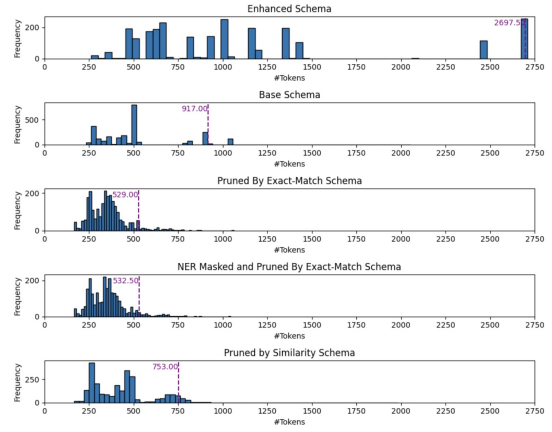 Enhanced Schema
Frequency
200
0
2697.5
0 250 500 750 1000 1250 1500 1750 2000 2250 2500 2750
#Tokens
Base Schema
Frequency
500
0
917.00
0 250 500 750 1000 1250 1500 1750 2000 2250 2500 2750
#Tokens
Pruned By Exact-Match Schema
Frequency
200
0
529.00
0 250 500 750 1000 1250 1500 1750 2000 2250 2500 2750
#Tokens
NER Masked and Pruned By Exact-Match Schema
Frequency
200
0
532.50
0 250 500 750 1000 1250 1500 1750 2000 2250 2500 2750
#Tokens
Pruned by Similarity Schema
Frequency
250
0
753.00
0 250 500 750 1000 1250 1500 1750 2000 2250 2500 2750
#Tokens